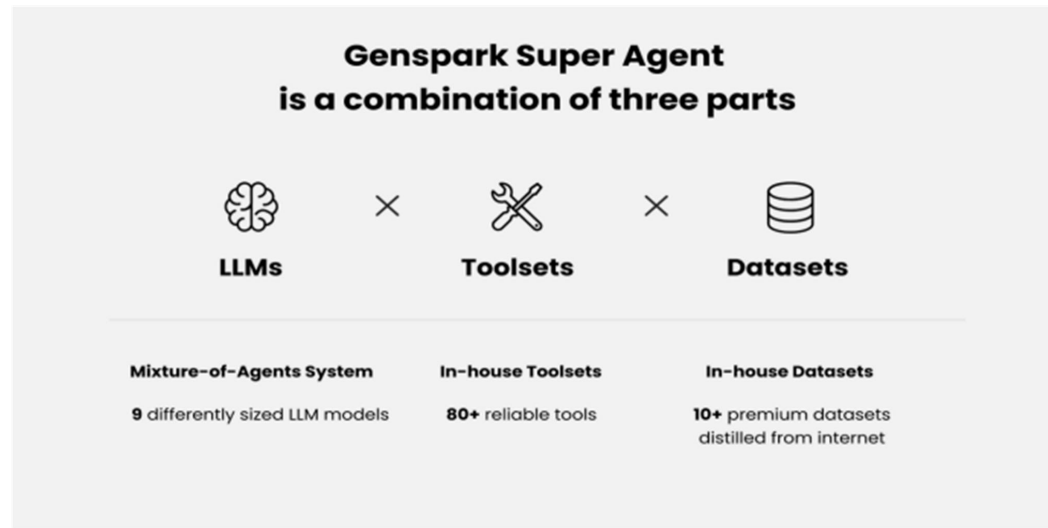 Genspark Super Agent
is a combination of three parts
LLMs
Toolsets
Datasets
Mixture-of-Agents System
9 differently sized LLM models
In-house Toolsets
80+ reliable tools
In-house Datasets
10+ premium datasets
distilled from internet